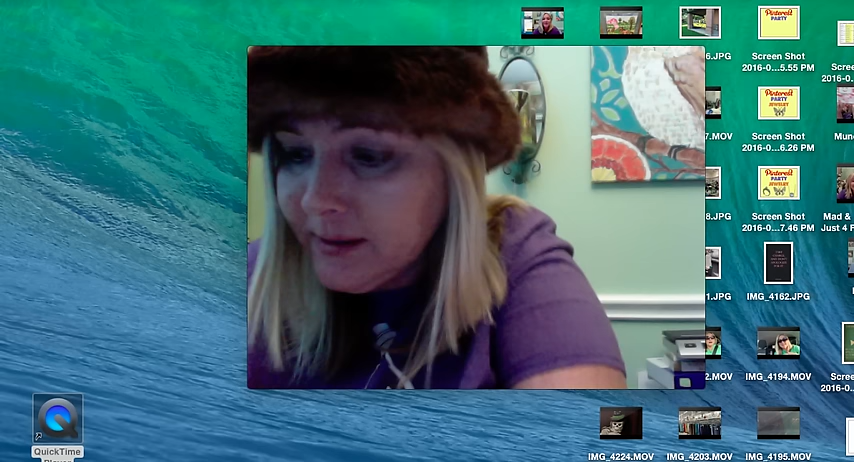 Pinterest
PARTY
6.JPG
Screen Shot
2016-0...5.55 PM
Scree
2016-0...
Pinterest
PARTY
JEWELRY
7.MOV
Screen Shot
2016-0...6.26 PM
Mun
Pinterest
PARTY
JEWELRY
8.JPG
Screen Shot
2016-0...7.46 PM
Mad &
Just 4 F
1.JPG
IMG_4162.JPG
2.MOV
IMG_4194.MOV
Scree
2016-0...
QuickTime
Player
IMG_4224.MOV
IMG_4203.MOV
IMG_4195.MOV